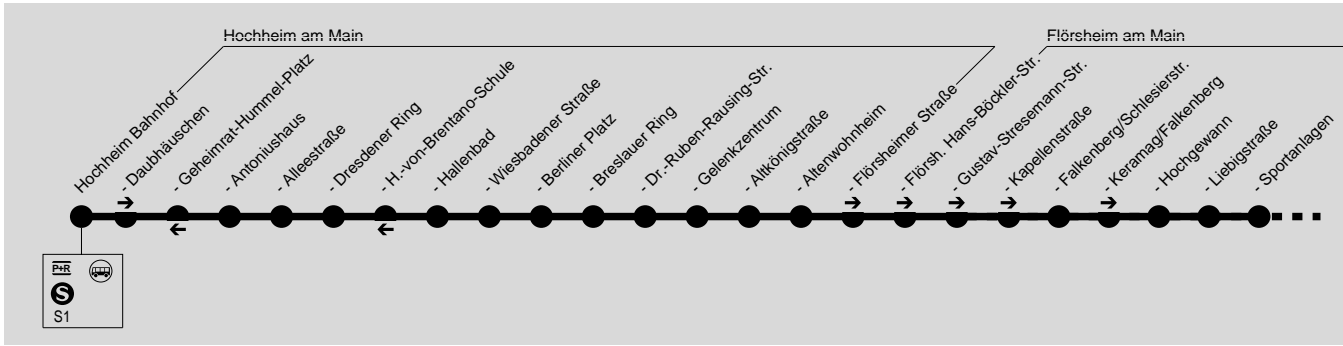 Hochheim am Main
Flörsheim am Main
Hochheim Bahnhof
- Daubhäuschen
- Geheimrat-Hummel-Platz
- Antoniushaus
- Alleestraße
- Dresdener Ring
- H.-von-Brentano-Schule
- Hallenbad
- Wiesbadener Straße
- Berliner Platz
- Breslauer Ring
- Dr.-Ruben-Rausing-Str.
- Gelenkzentrum
- Altkönigstraße
- Altenwohnheim
- Flörsheimer Straße
- Flörsh. Hans-Böckler-Str.
- Gustav-Stresemann-Str.
- Kapellenstraße
- Falkenberg/Schlesierstr.
- Keramag/Falkenberg
- Hochgewann
- Liebigstraße
- Sportanlagen
P+R
S
S1